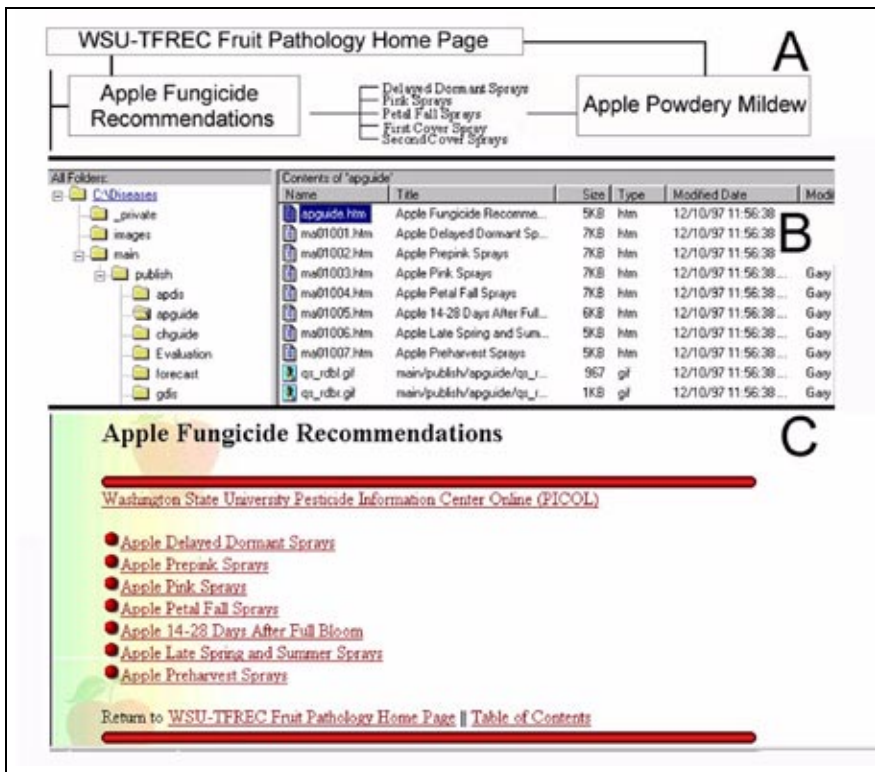 WSU-TFREC Fruit Pathology Home Page
A
Apple Fungicide
Recommendations
Delayed Dormant Sprays
Pink Sprays
Petal Fall Sprays
First Cover Spray
Second Cover Sprays
Apple Powdery Mildew
All Folders:
C:\Diseases
_private
images
main
publish
apdis
apguide
chguide
Evaluation
forecast
gdis
Contents of 'apguide'
Name Title Size Type Modified Date Modi
apguide.htm Apple Fungicide Recomme... 5KB htm 12/10/97 11:56:38
ma01001.htm Apple Delayed Dormant Sp... 7KB htm 12/10/97 11:56:38
ma01002.htm Apple Prepink Sprays 7KB htm 12/10/97 11:56:38
ma01003.htm Apple Pink Sprays 7KB htm 12/10/97 11:56:38 ... Gary
ma01004.htm Apple Petal Fall Sprays 7KB htm 12/10/97 11:56:38 ... Gary
ma01005.htm Apple 14-28 Days After Full... 6KB htm 12/10/97 11:56:38 ... Gary
ma01006.htm Apple Late Spring and Sum... 5KB htm 12/10/97 11:56:38 ... Gary
ma01007.htm Apple Preharvest Sprays 5KB htm 12/10/97 11:56:38 ... Gary
qs_rdbl.gif main/publish/apguide/qs_r... 967 gif 12/10/97 11:56:38 ... Gary
qs_rdbr.gif main/publish/apguide/qs_r... 1KB gif 12/10/97 11:56:38 ... Gary
B
Apple Fungicide Recommendations
C
Washington State University Pesticide Information Center Online (PICOL)
Apple Delayed Dormant Sprays
Apple Prepink Sprays
Apple Pink Sprays
Apple Petal Fall Sprays
Apple 14-28 Days After Full Bloom
Apple Late Spring and Summer Sprays
Apple Preharvest Sprays
Return to WSU-TFREC Fruit Pathology Home Page || Table of Contents